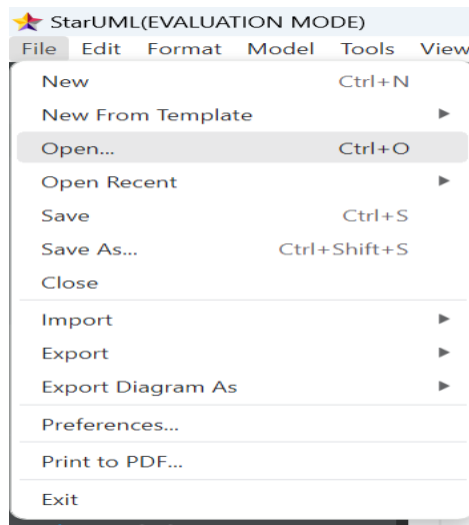 StarUML(EVALUATION MODE)
File Edit Format Model Tools View
New Ctrl+N
New From Template
Open... Ctrl+O
Open Recent
Save Ctrl+S
Save As... Ctrl+Shift+S
Close
Import
Export
Export Diagram As
Preferences...
Print to PDF...
Exit